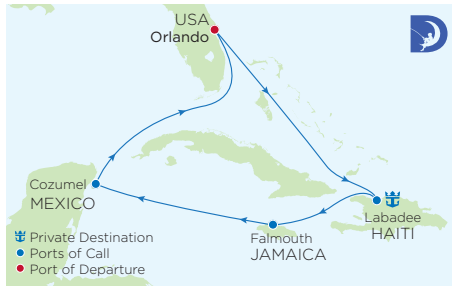 USA
Orlando
Cozumel
MEXICO
Labadee
HAITI
Falmouth
JAMAICA
Private Destination
Ports of Call
Port of Departure